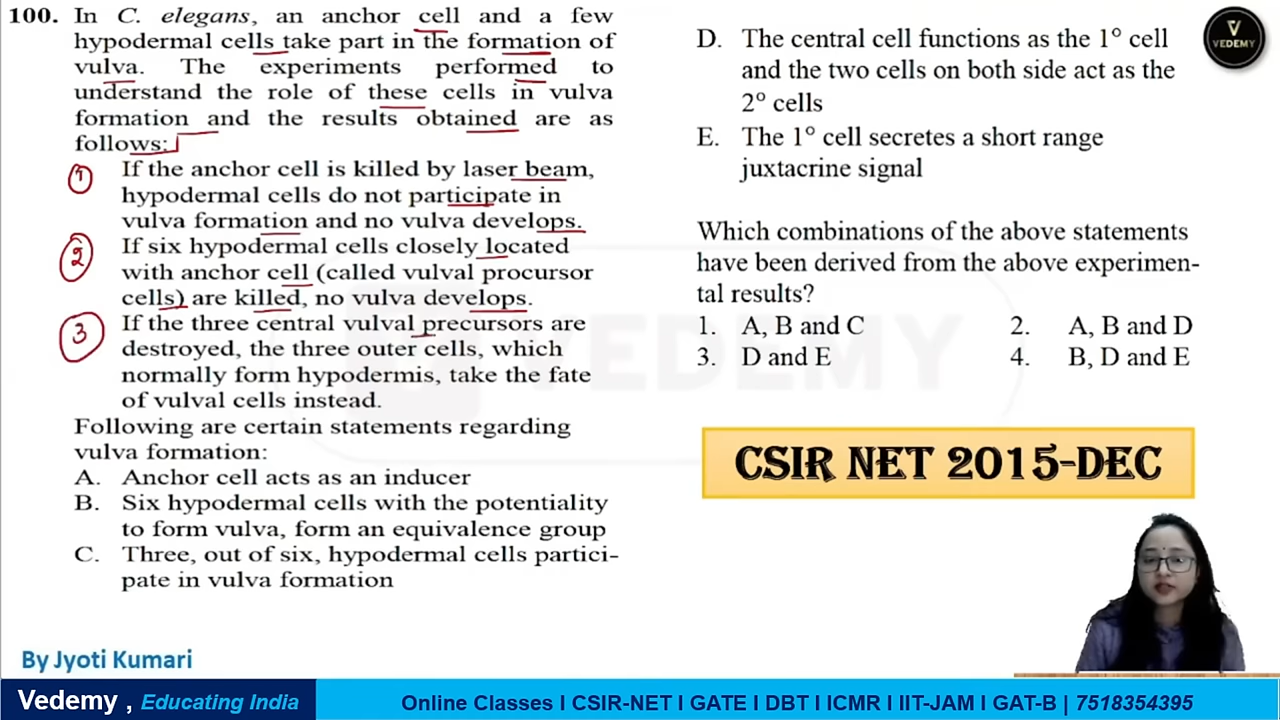 100. In C. elegans, an anchor cell and a few
hypodermal cells take part in the formation of
vulva. The experiments performed to
understand the role of these cells in vulva
formation and the results obtained are as
follows:
1 If the anchor cell is killed by laser beam,
hypodermal cells do not participate in
vulva formation and no vulva develops.
2 If six hypodermal cells closely located
with anchor cell (called vulval procursor
cells) are killed, no vulva develops.
3 If the three central vulval precursors are
destroyed, the three outer cells, which
normally form hypodermis, take the fate
of vulval cells instead.
Following are certain statements regarding
vulva formation:
A. Anchor cell acts as an inducer
B. Six hypodermal cells with the potentiality
to form vulva, form an equivalence group
C. Three, out of six, hypodermal cells partici-
pate in vulva formation
D. The central cell functions as the 1° cell
and the two cells on both side act as the
2° cells
E. The 1° cell secretes a short range
juxtacrine signal
Which combinations of the above statements
have been derived from the above experimen-
tal results?
1. A, B and C 2. A, B and D
3. D and E 4. B, D and E
CSIR NET 2015-DEC
VEDEMY
VEDEMY
By Jyoti Kumari
Vedemy , Educating India
Online Classes I CSIR-NET I GATE I DBT I ICMR I IIT-JAM I GAT-B | 7518354395